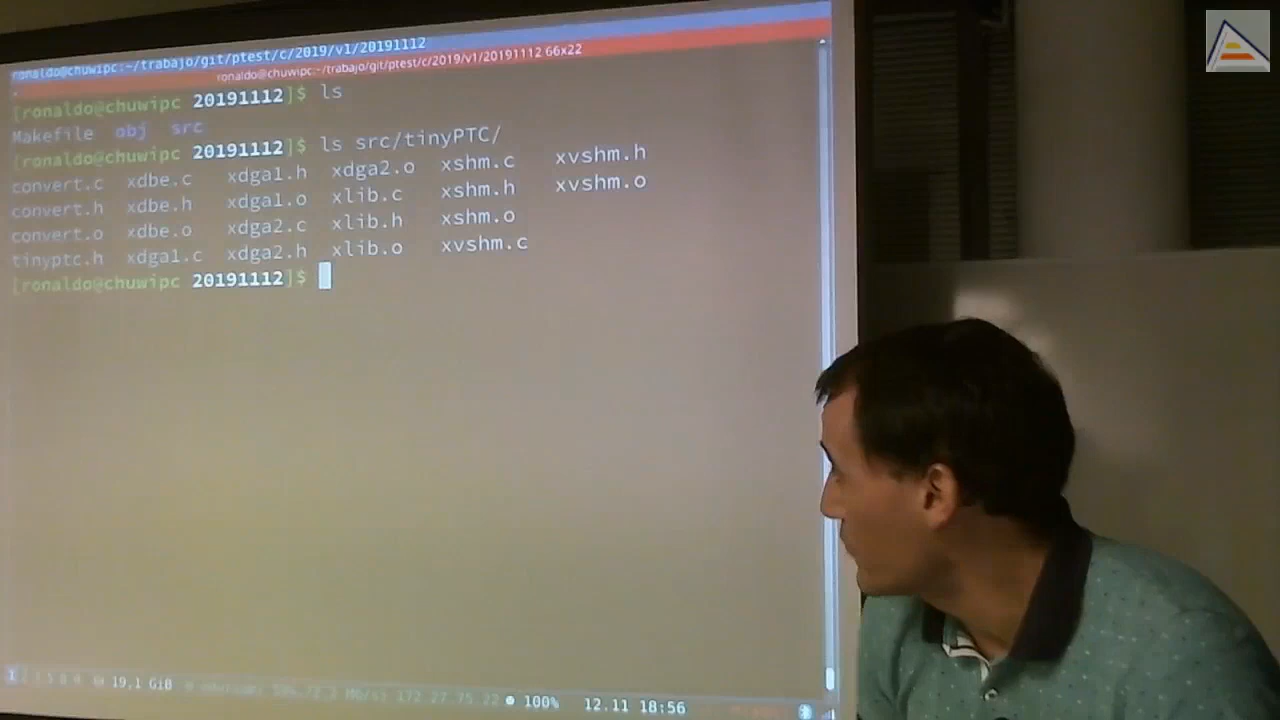 ronaldo@chuwipc:~/trabajo/git/ptest/c/2019/v1/20191112
ronaldo@chuwipc:~/trabajo/git/ptest/c/2019/v1/20191112 66x22
[ronaldo@chuwipc 20191112]$ ls
Makefile obj src
[ronaldo@chuwipc 20191112]$ ls src/tinyPTC/
convert.c xdbe.c xdga1.h xdga2.o xshm.c xvshm.h
convert.h xdbe.h xdga1.o xlib.c xshm.h xvshm.o
convert.o xdbe.o xdga2.c xlib.h xshm.o
tinyptc.h xdga1.c xdga2.h xlib.o xvshm.c
[ronaldo@chuwipc 20191112]$
1 19,1 GiB 100% 12.11 18:56